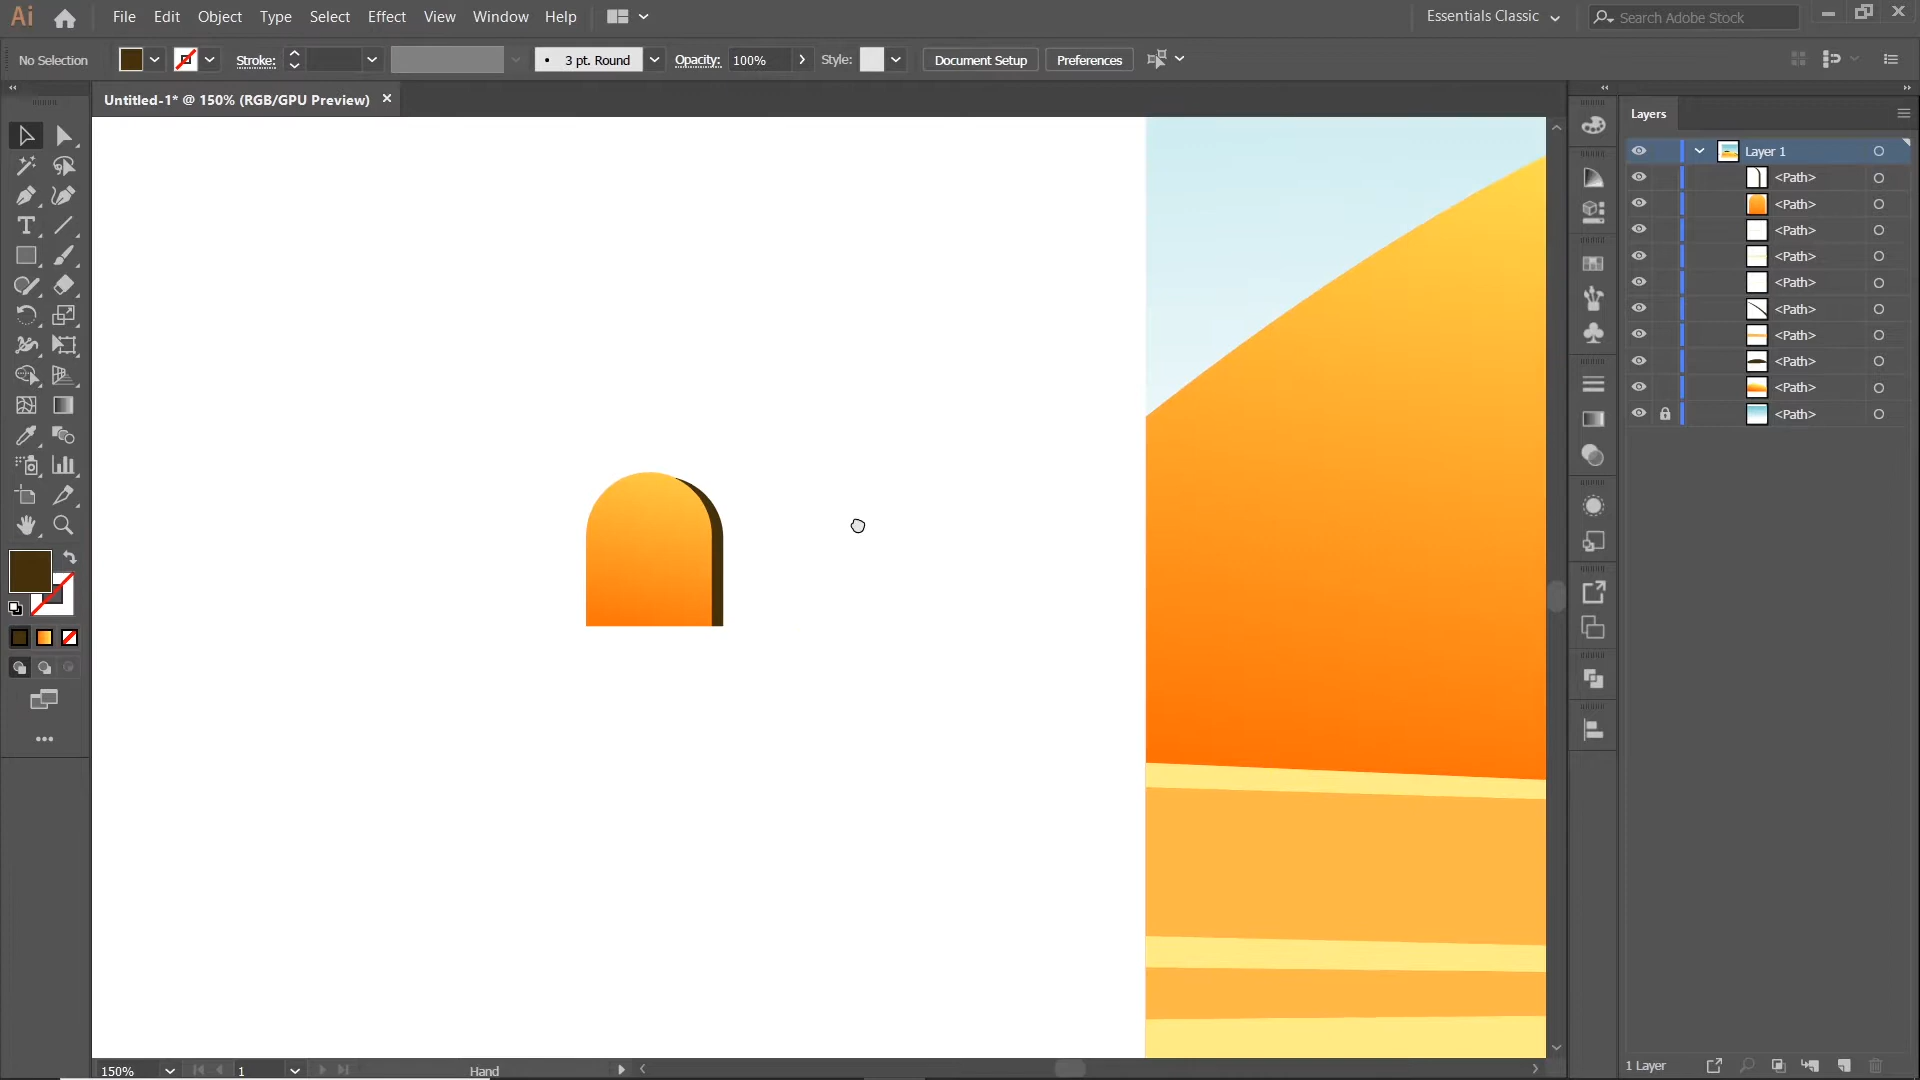 Ai File Edit Object Type Select Effect View Window Help Essentials Classic Search Adobe Stock
No Selection Stroke: 3 pt. Round Opacity: 100% Style: Document Setup Preferences
Untitled-1* @ 150% (RGB/GPU Preview)
Layers
Layer 1
<Path>
<Path>
<Path>
<Path>
<Path>
<Path>
<Path>
<Path>
<Path>
<Path>
150% 1 Hand 1 Layer